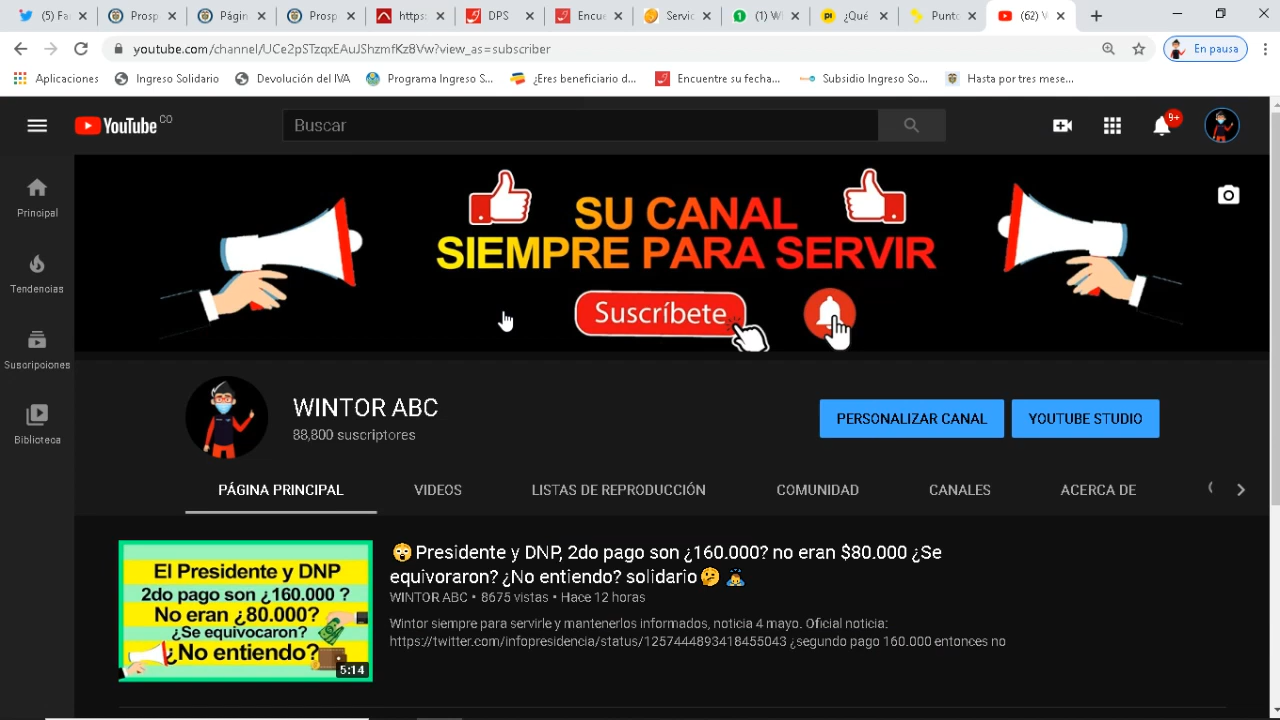 (5) Fa
Prosp
Págin
Prosp
https:
DPS
Encue
Servic
(1) W
¿Qué
Punto
(62) W
youtube.com/channel/UCe2pSTzqxEAuJShzmfKz8Vw?view_as=subscriber
En pausa
Aplicaciones
Ingreso Solidario
Devolución del IVA
Programa Ingreso S...
¿Eres beneficiario d...
Encuentre su fecha...
Subsidio Ingreso So...
Hasta por tres mese...
YouTube CO
Buscar
9+
Principal
Tendencias
Suscripciones
Biblioteca
SU CANAL
SIEMPRE PARA SERVIR
Suscríbete
WINTOR ABC
88,800 suscriptores
PERSONALIZAR CANAL
YOUTUBE STUDIO
PÁGINA PRINCIPAL
VIDEOS
LISTAS DE REPRODUCCIÓN
COMUNIDAD
CANALES
ACERCA DE
El Presidente y DNP
2do pago son ¿160.000 ?
No eran ¿80.000?
¿Se equivocaron?
¿No entiendo?
5:14
😲Presidente y DNP, 2do pago son ¿160.000? no eran $80.000 ¿Se
equivoraron? ¿No entiendo? solidario🤔 🙇
WINTOR ABC • 8675 vistas • Hace 12 horas
Wintor siempre para servirle y mantenerlos informados, noticia 4 mayo. Oficial noticia:
https://twitter.com/infopresidencia/status/1257444893418455043 ¿segundo pago 160.000 entonces no